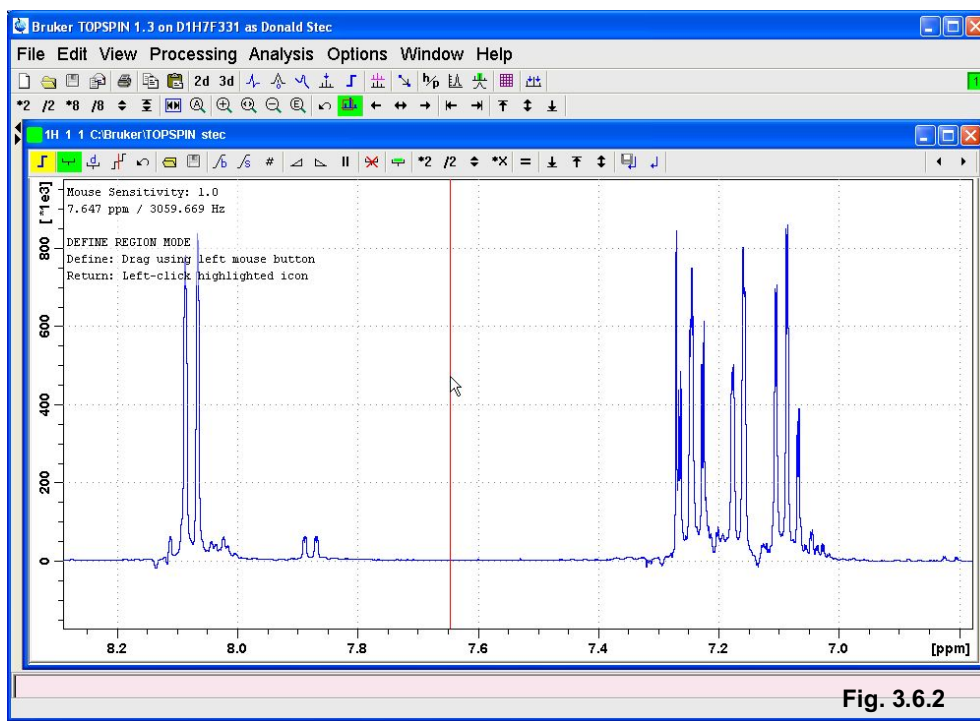 Bruker TOPSPIN 1.3 on D1H7F331 as Donald Stec
File Edit View Processing Analysis Options Window Help
2d 3d h/p
1
*2 /2 *8 /8
1H 1 1 C:\Bruker\TOPSPIN stec
*2 /2 *X =
Mouse Sensitivity: 1.0
7.647 ppm / 3059.669 Hz
DEFINE REGION MODE
Define: Drag using left mouse button
Return: Left-click highlighted icon
[*1e3]
800
600
400
200
0
8.2 8.0 7.8 7.6 7.4 7.2 7.0 [ppm]
Fig. 3.6.2